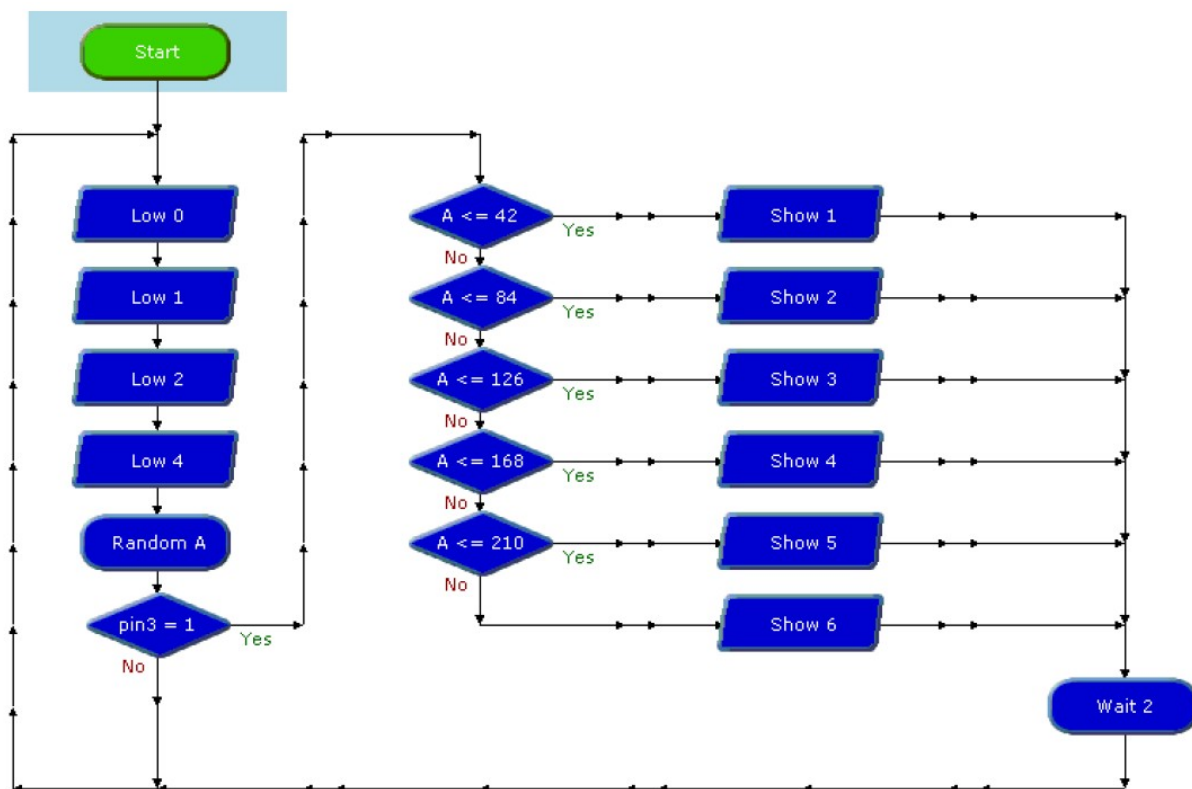 Start
Low 0
Low 1
Low 2
Low 4
Random A
pin3 = 1
Yes
No
A <= 42
Yes
Show 1
No
A <= 84
Yes
Show 2
No
A <= 126
Yes
Show 3
No
A <= 168
Yes
Show 4
No
A <= 210
Yes
Show 5
No
Show 6
Wait 2